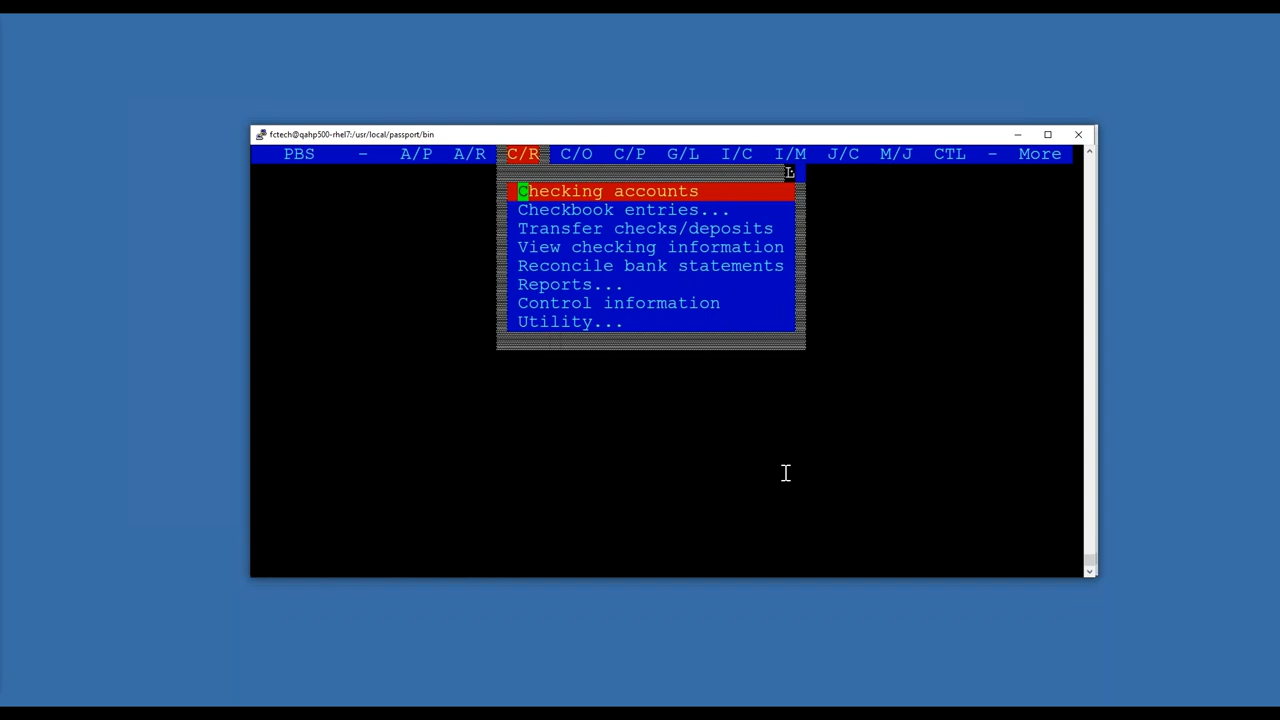 fctech@qahp500-rhel7:/usr/local/passport/bin
PBS - A/P A/R C/R C/O C/P G/L I/C I/M J/C M/J CTL - More
Checking accounts
Checkbook entries...
Transfer checks/deposits
View checking information
Reconcile bank statements
Reports...
Control information
Utility...